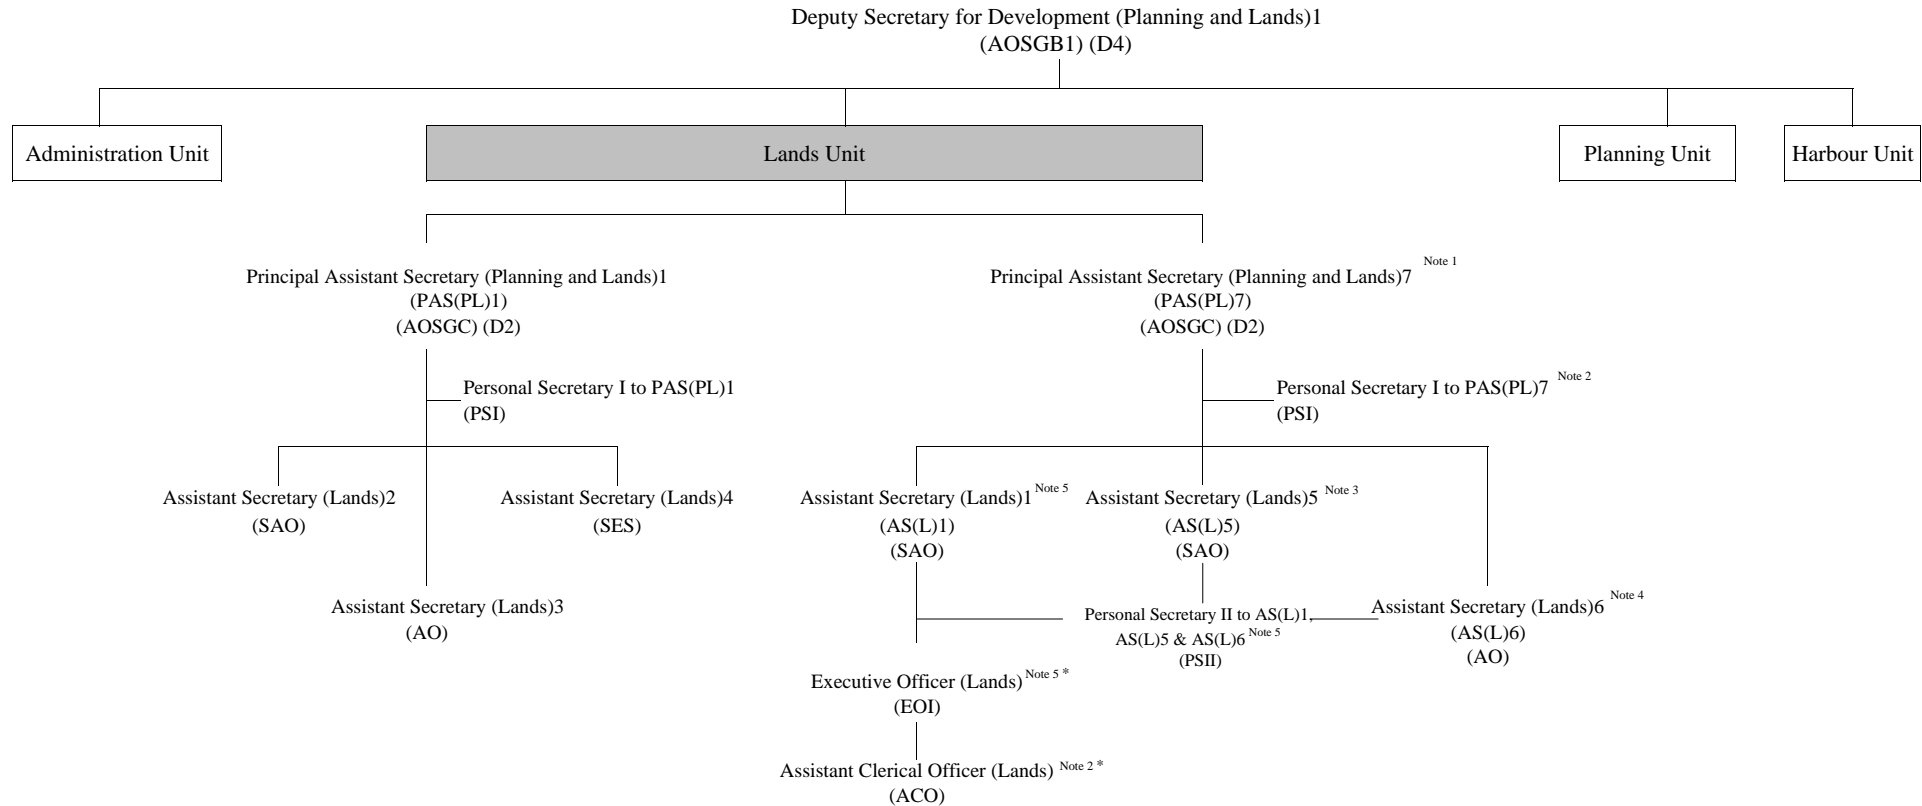 Deputy Secretary for Development (Planning and Lands)1
(AOSGB1) (D4)
Administration Unit
Lands Unit
Planning Unit
Harbour Unit
Principal Assistant Secretary (Planning and Lands)1
(PAS(PL)1)
(AOSGC) (D2)
Principal Assistant Secretary (Planning and Lands)7 Note 1
(PAS(PL)7)
(AOSGC) (D2)
Personal Secretary I to PAS(PL)1
(PSI)
Personal Secretary I to PAS(PL)7 Note 2
(PSI)
Assistant Secretary (Lands)2
(SAO)
Assistant Secretary (Lands)4
(SES)
Assistant Secretary (Lands)3
(AO)
Assistant Secretary (Lands)1 Note 5
(AS(L)1)
(SAO)
Assistant Secretary (Lands)5 Note 3
(AS(L)5)
(SAO)
Personal Secretary II to AS(L)1,
AS(L)5 & AS(L)6 Note 5
(PSII)
Assistant Secretary (Lands)6 Note 4
(AS(L)6)
(AO)
Executive Officer (Lands) Note 5 *
(EOI)
Assistant Clerical Officer (Lands) Note 2 *
(ACO)